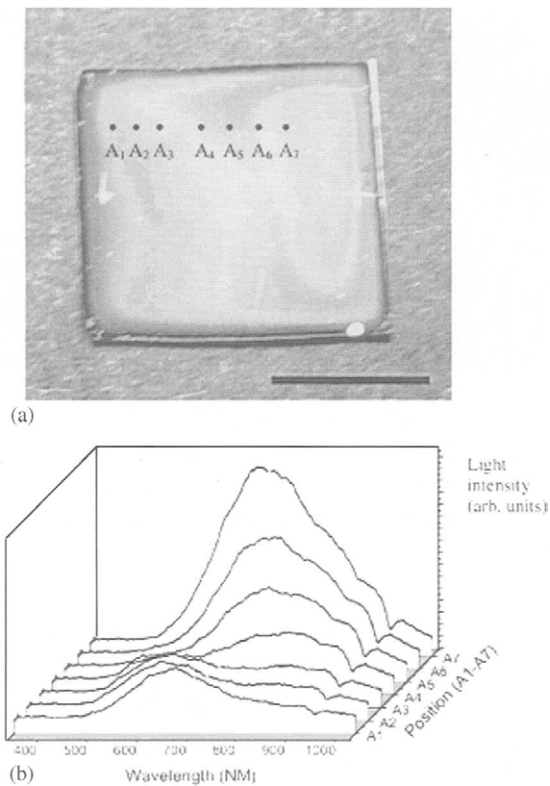 A1 A2 A3 A4 A5 A6 A7
(a)
Light
intensity
(arb. units)
A7
A6
A5
A4
A3
A2
A1
Position (A1-A7)
400 500 600 700 800 900 1000
Wavelength (NM)
(b)